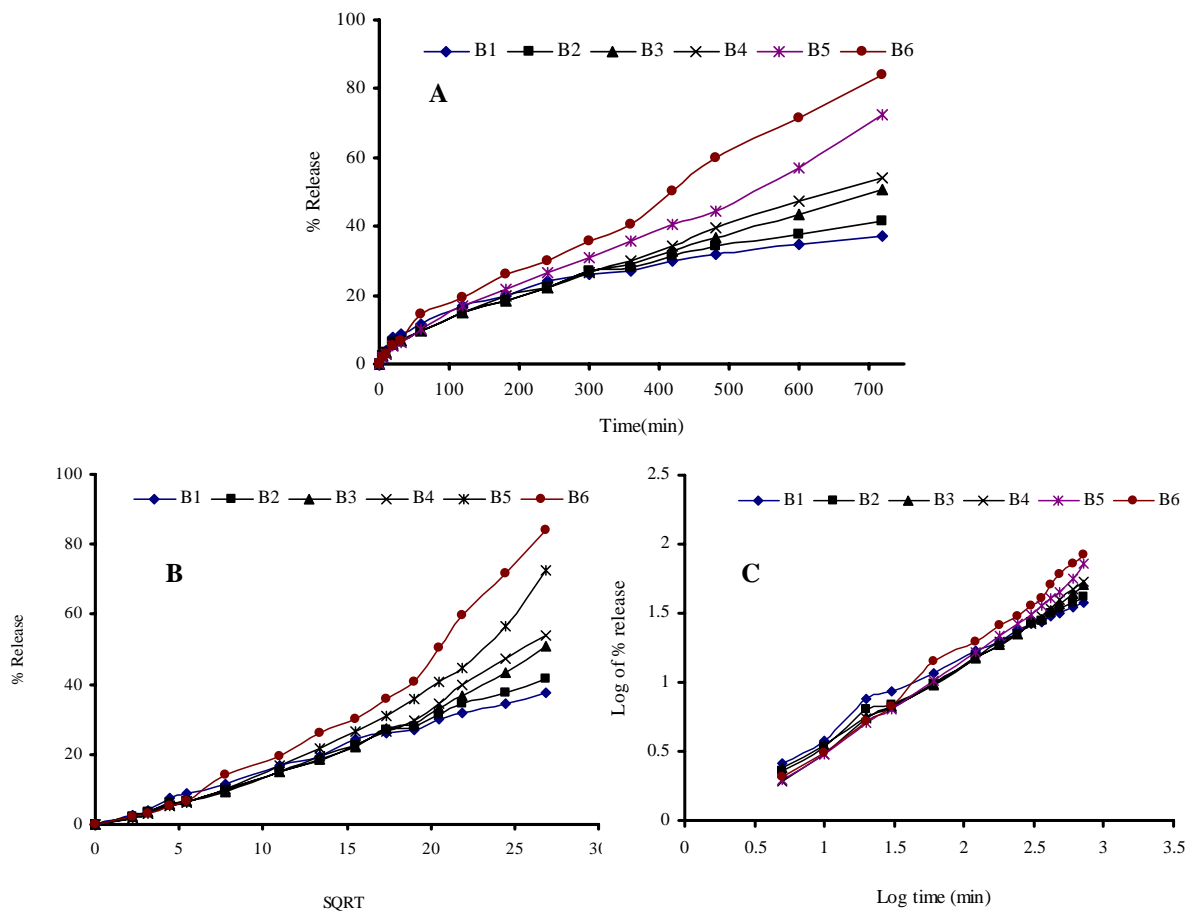 100
80
60
40
20
0
% Release
B1 B2 B3 B4 B5 B6
A
0 100 200 300 400 500 600 700
Time(min)
100
80
60
40
20
0
% Release
B1 B2 B3 B4 B5 B6
B
0 5 10 15 20 25 30
SQRT
2.5
2
1.5
1
0.5
0
Log of % release
B1 B2 B3 B4 B5 B6
C
0 0.5 1 1.5 2 2.5 3 3.5
Log time (min)